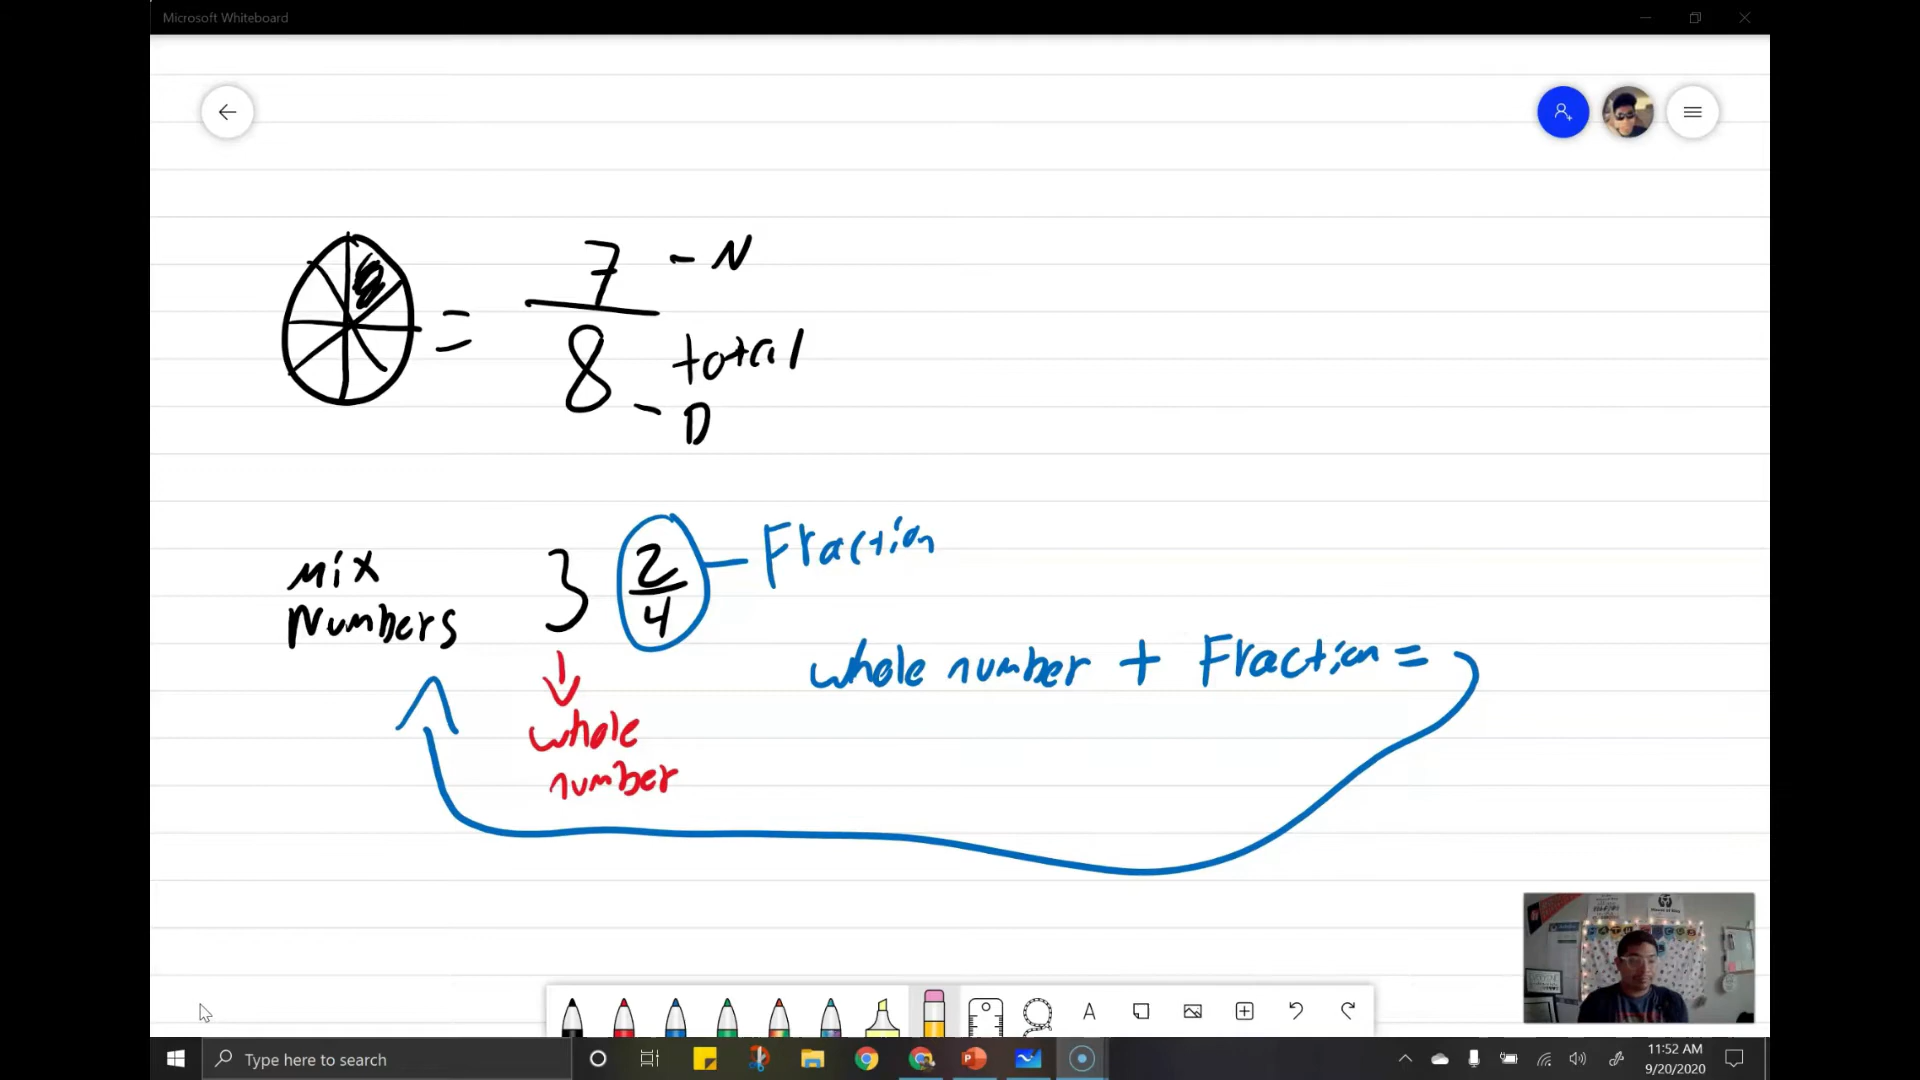 Microsoft Whiteboard
= 7 - N
8 total
- D
Mix
Numbers
3 2/4 - Fraction
whole number + Fraction =
whole
number
Type here to search
11:52 AM
9/20/2020